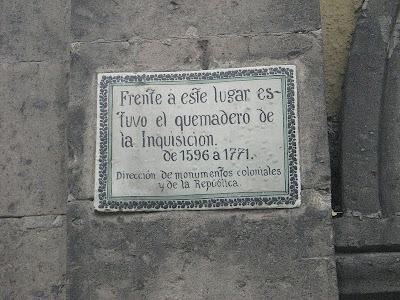 Frente a este lugar es-
tuvo el quemadero de
la Inquisición.
de 1596 a 1771.
Dirección de monumentos coloniales
y de la República